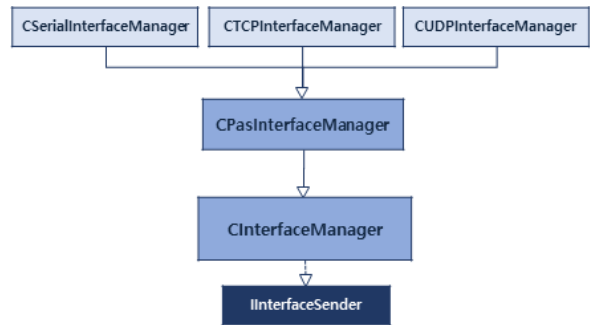 CSerialInterfaceManager
CTCPInterfaceManager
CUDPInterfaceManager
CPasInterfaceManager
CInterfaceManager
IInterfaceSender